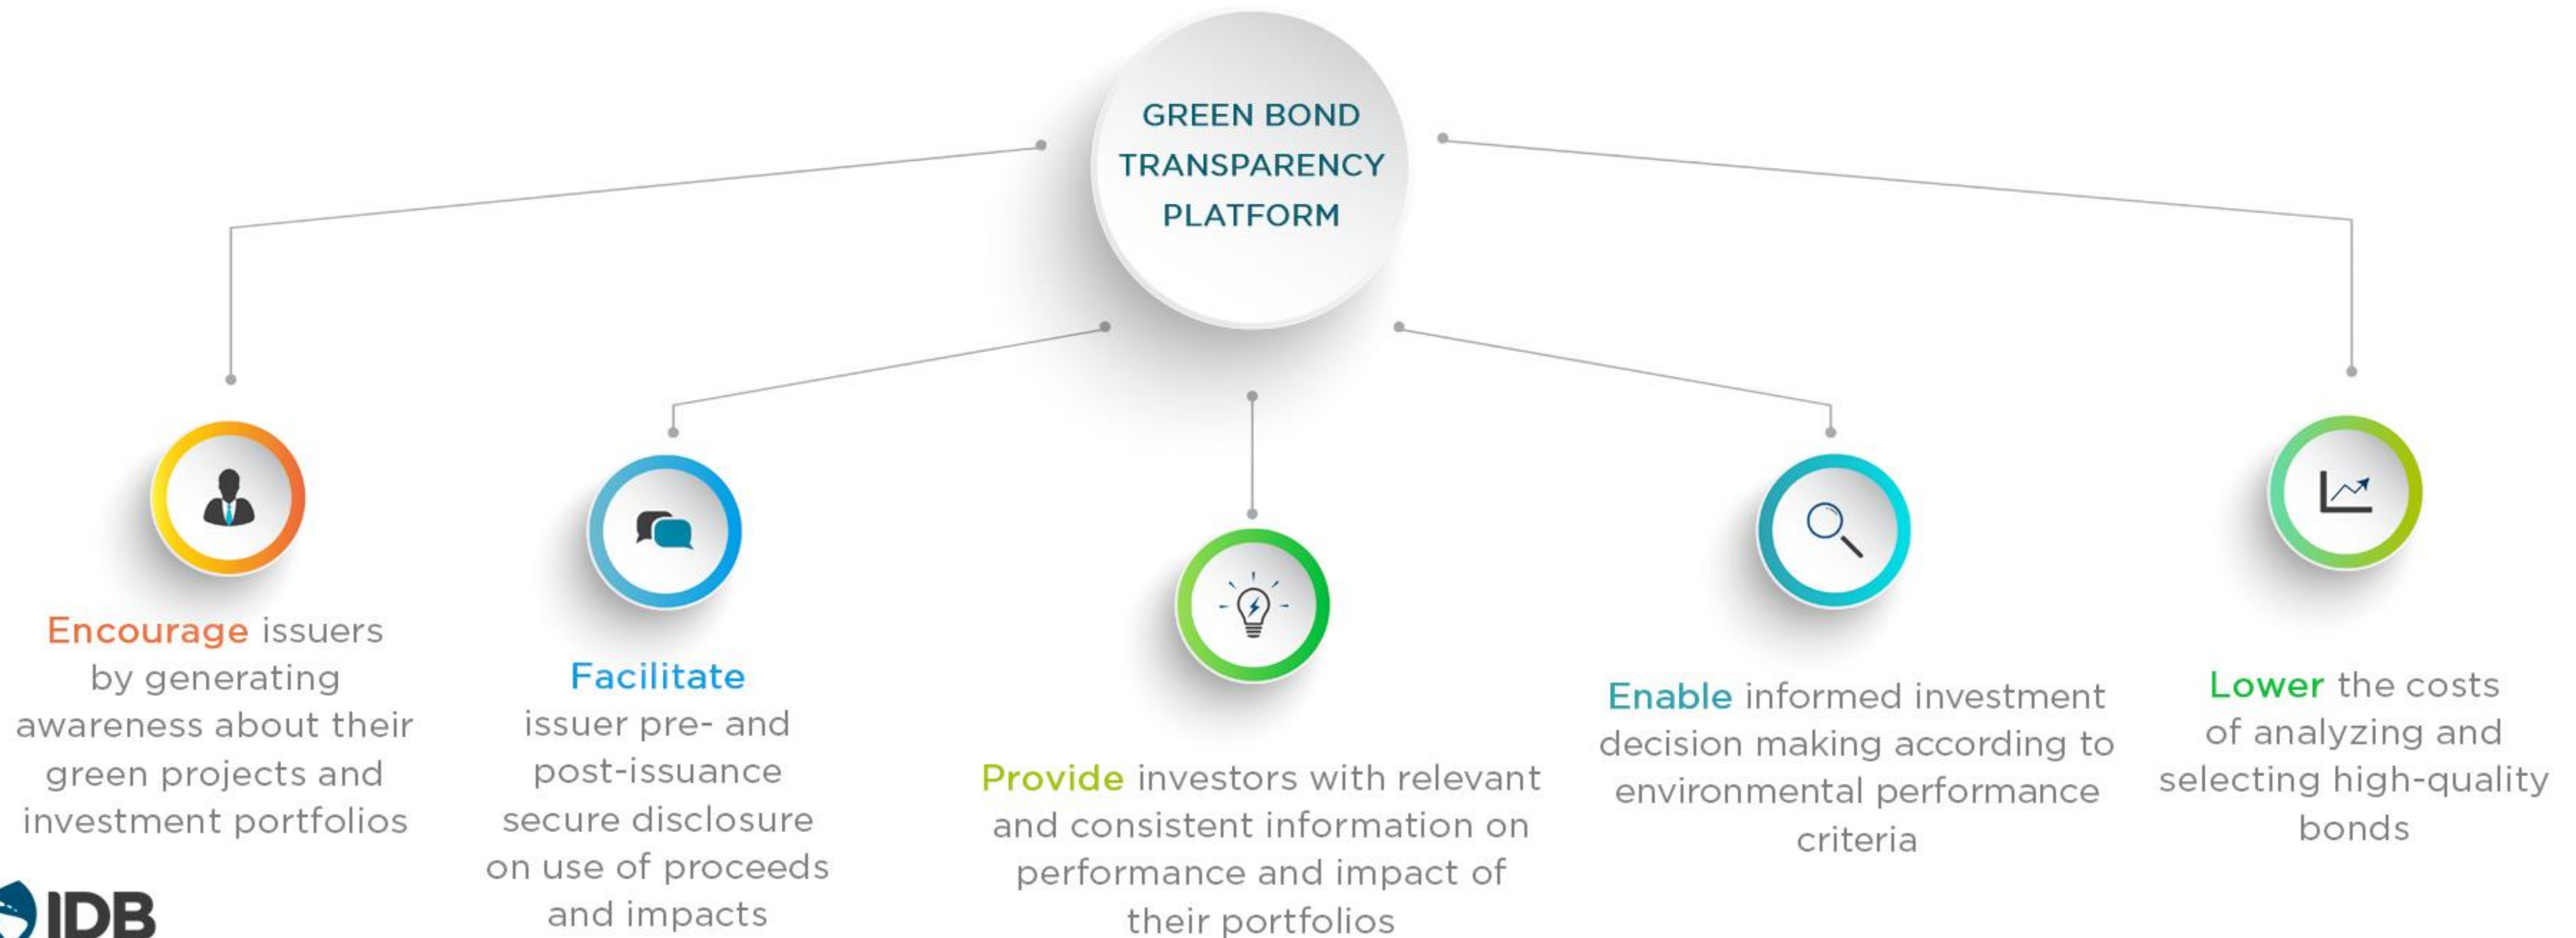 GREEN BOND
TRANSPARENCY
PLATFORM
Encourage issuers
by generating
awareness about their
green projects and
investment portfolios
Facilitate
issuer pre- and
post-issuance
secure disclosure
on use of proceeds
and impacts
Provide investors with relevant
and consistent information on
performance and impact of
their portfolios
Enable informed investment
decision making according to
environmental performance
criteria
Lower the costs
of analyzing and
selecting high-quality
bonds
IDB